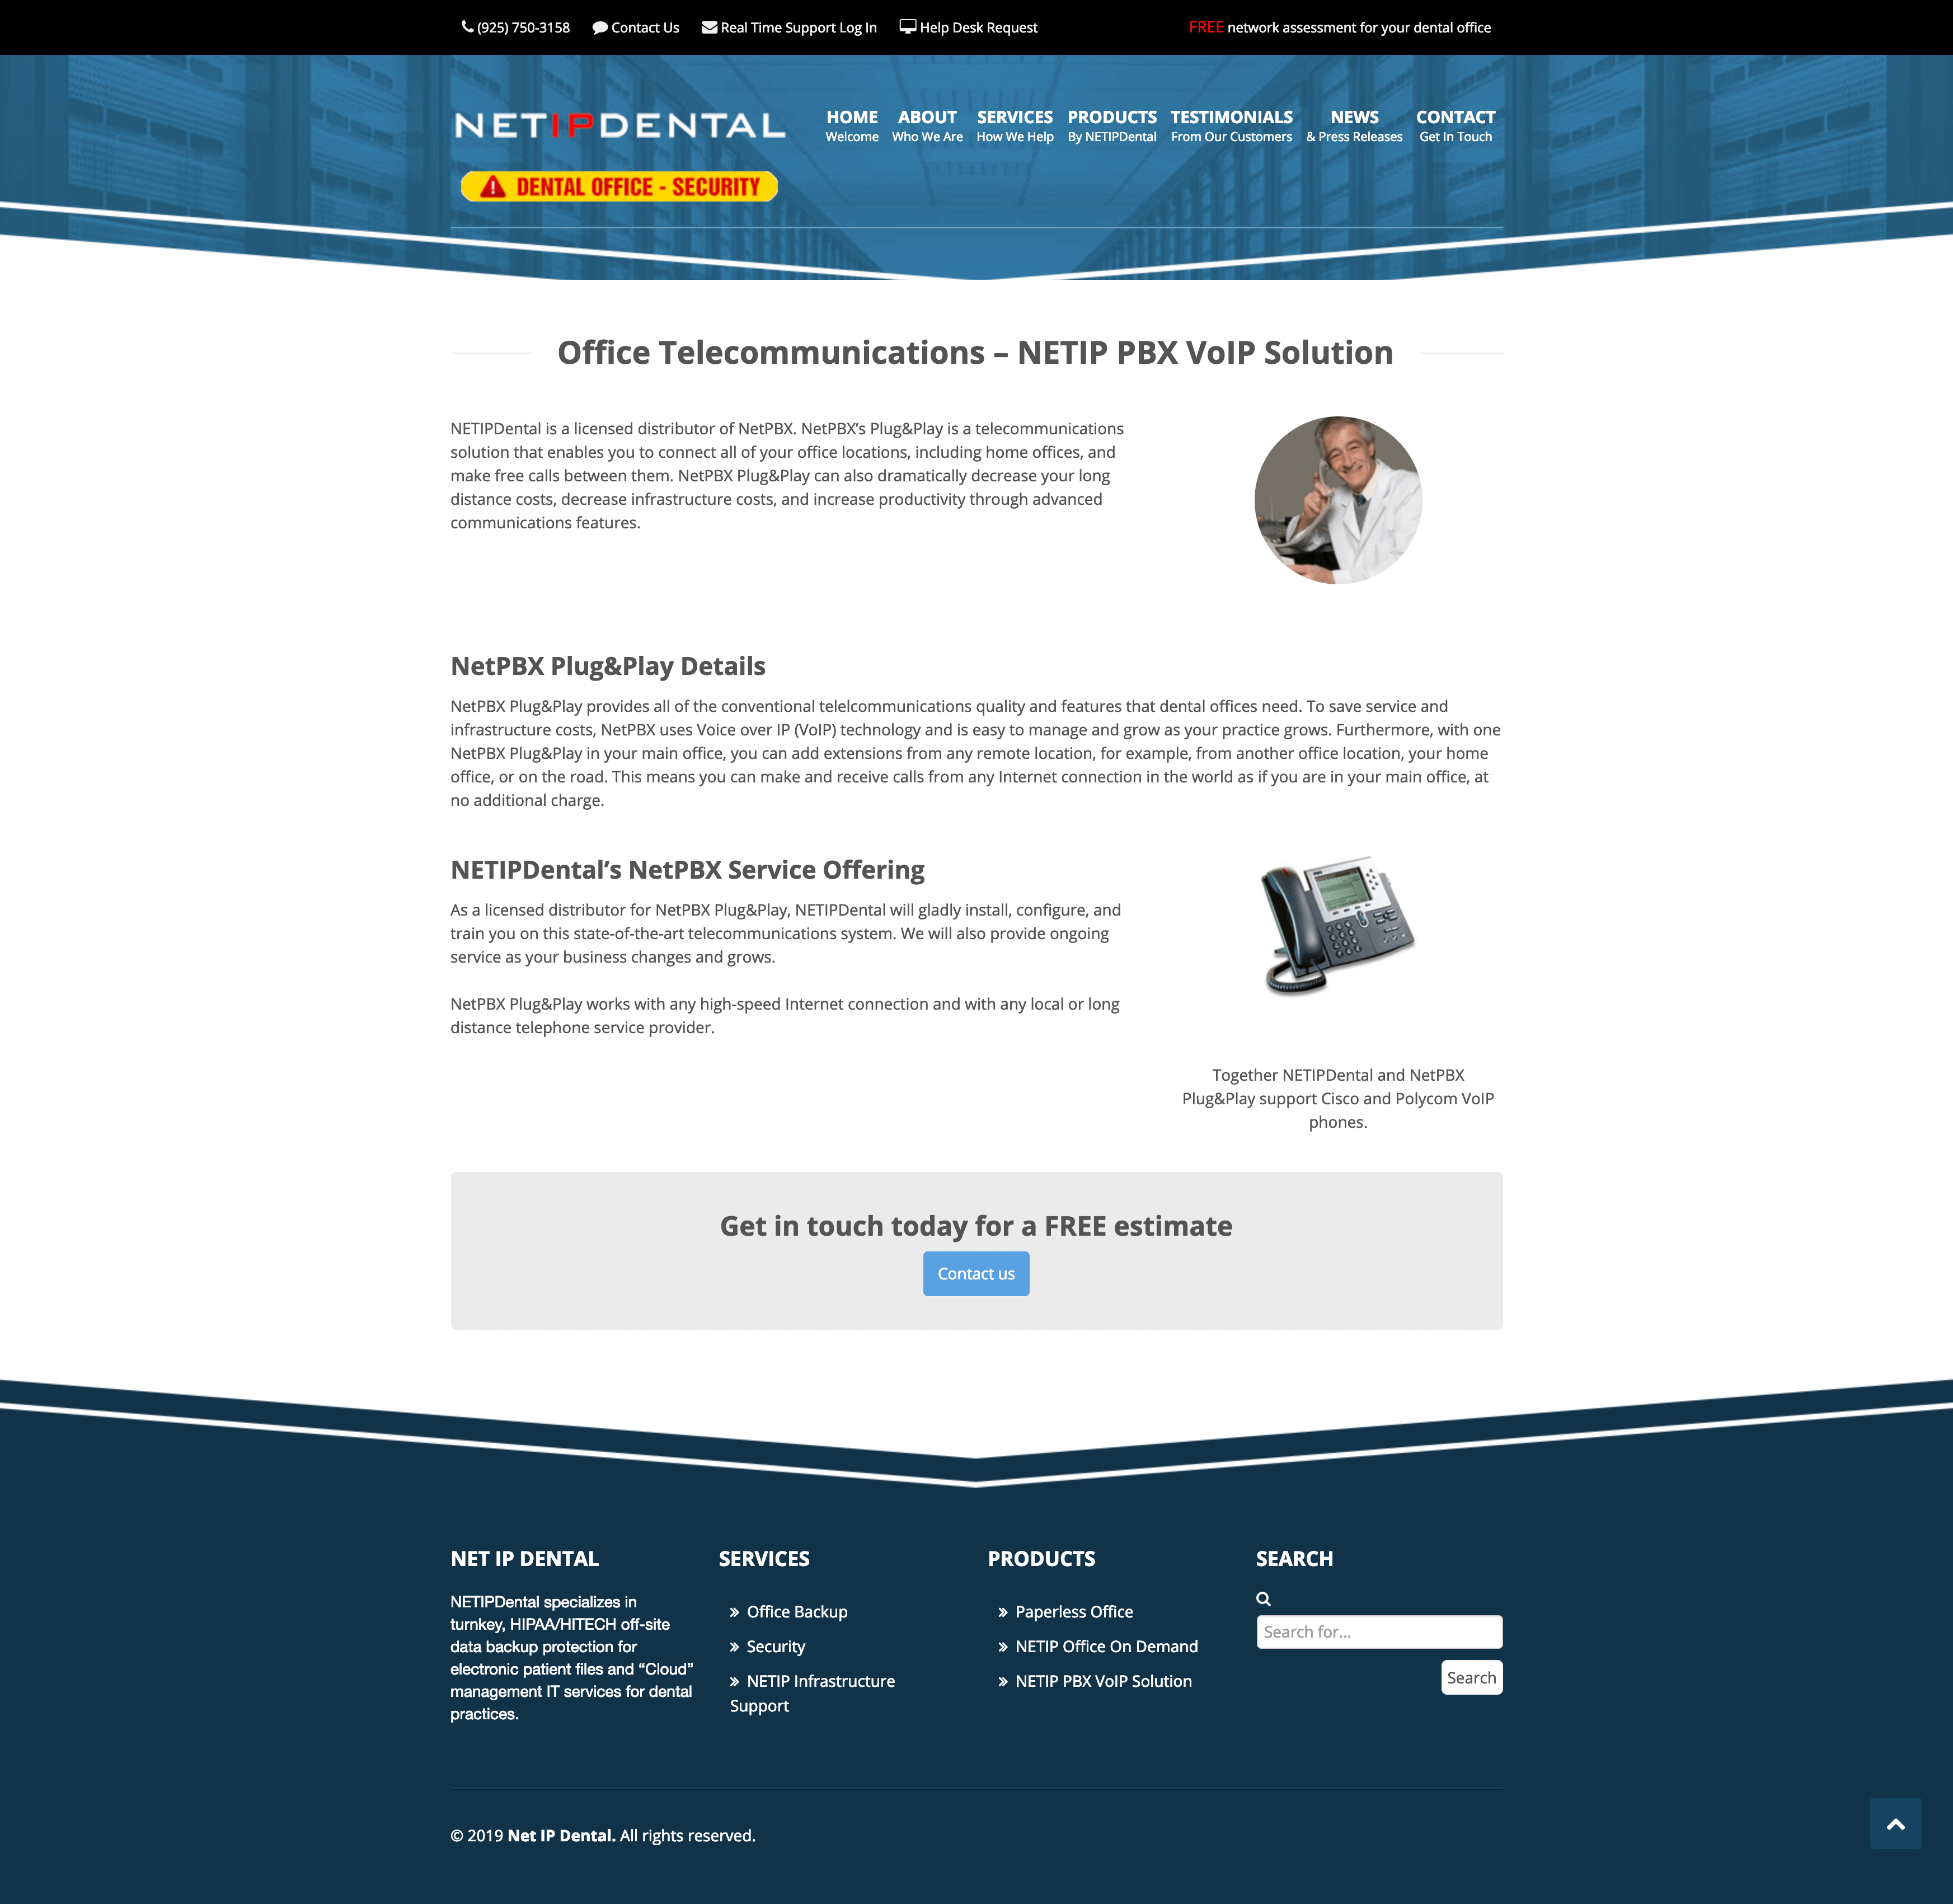 (925) 750-3158 Contact Us Real Time Support Log In Help Desk Request FREE network assessment for your dental office
NETIPDENTAL
DENTAL OFFICE - SECURITY
HOME ABOUT SERVICES PRODUCTS TESTIMONIALS NEWS CONTACT
Welcome Who We Are How We Help By NETIPDental From Our Customers & Press Releases Get In Touch
Office Telecommunications – NETIP PBX VoIP Solution
NETIPDental is a licensed distributor of NetPBX. NetPBX’s Plug&Play is a telecommunications
solution that enables you to connect all of your office locations, including home offices, and
make free calls between them. NetPBX Plug&Play can also dramatically decrease your long
distance costs, decrease infrastructure costs, and increase productivity through advanced
communications features.
NetPBX Plug&Play Details
NetPBX Plug&Play provides all of the conventional telelcommunications quality and features that dental offices need. To save service and
infrastructure costs, NetPBX uses Voice over IP (VoIP) technology and is easy to manage and grow as your practice grows. Furthermore, with one
NetPBX Plug&Play in your main office, you can add extensions from any remote location, for example, from another office location, your home
office, or on the road. This means you can make and receive calls from any Internet connection in the world as if you are in your main office, at
no additional charge.
NETIPDental’s NetPBX Service Offering
As a licensed distributor for NetPBX Plug&Play, NETIPDental will gladly install, configure, and
train you on this state-of-the-art telecommunications system. We will also provide ongoing
service as your business changes and grows.
NetPBX Plug&Play works with any high-speed Internet connection and with any local or long
distance telephone service provider.
Together NETIPDental and NetPBX
Plug&Play support Cisco and Polycom VoIP
phones.
Get in touch today for a FREE estimate
Contact us
NET IP DENTAL
NETIPDental specializes in
turnkey, HIPAA/HITECH off-site
data backup protection for
electronic patient files and “Cloud”
management IT services for dental
practices.
SERVICES
» Office Backup
» Security
» NETIP Infrastructure
Support
PRODUCTS
» Paperless Office
» NETIP Office On Demand
» NETIP PBX VoIP Solution
SEARCH
Search for...
Search
© 2019 Net IP Dental. All rights reserved.